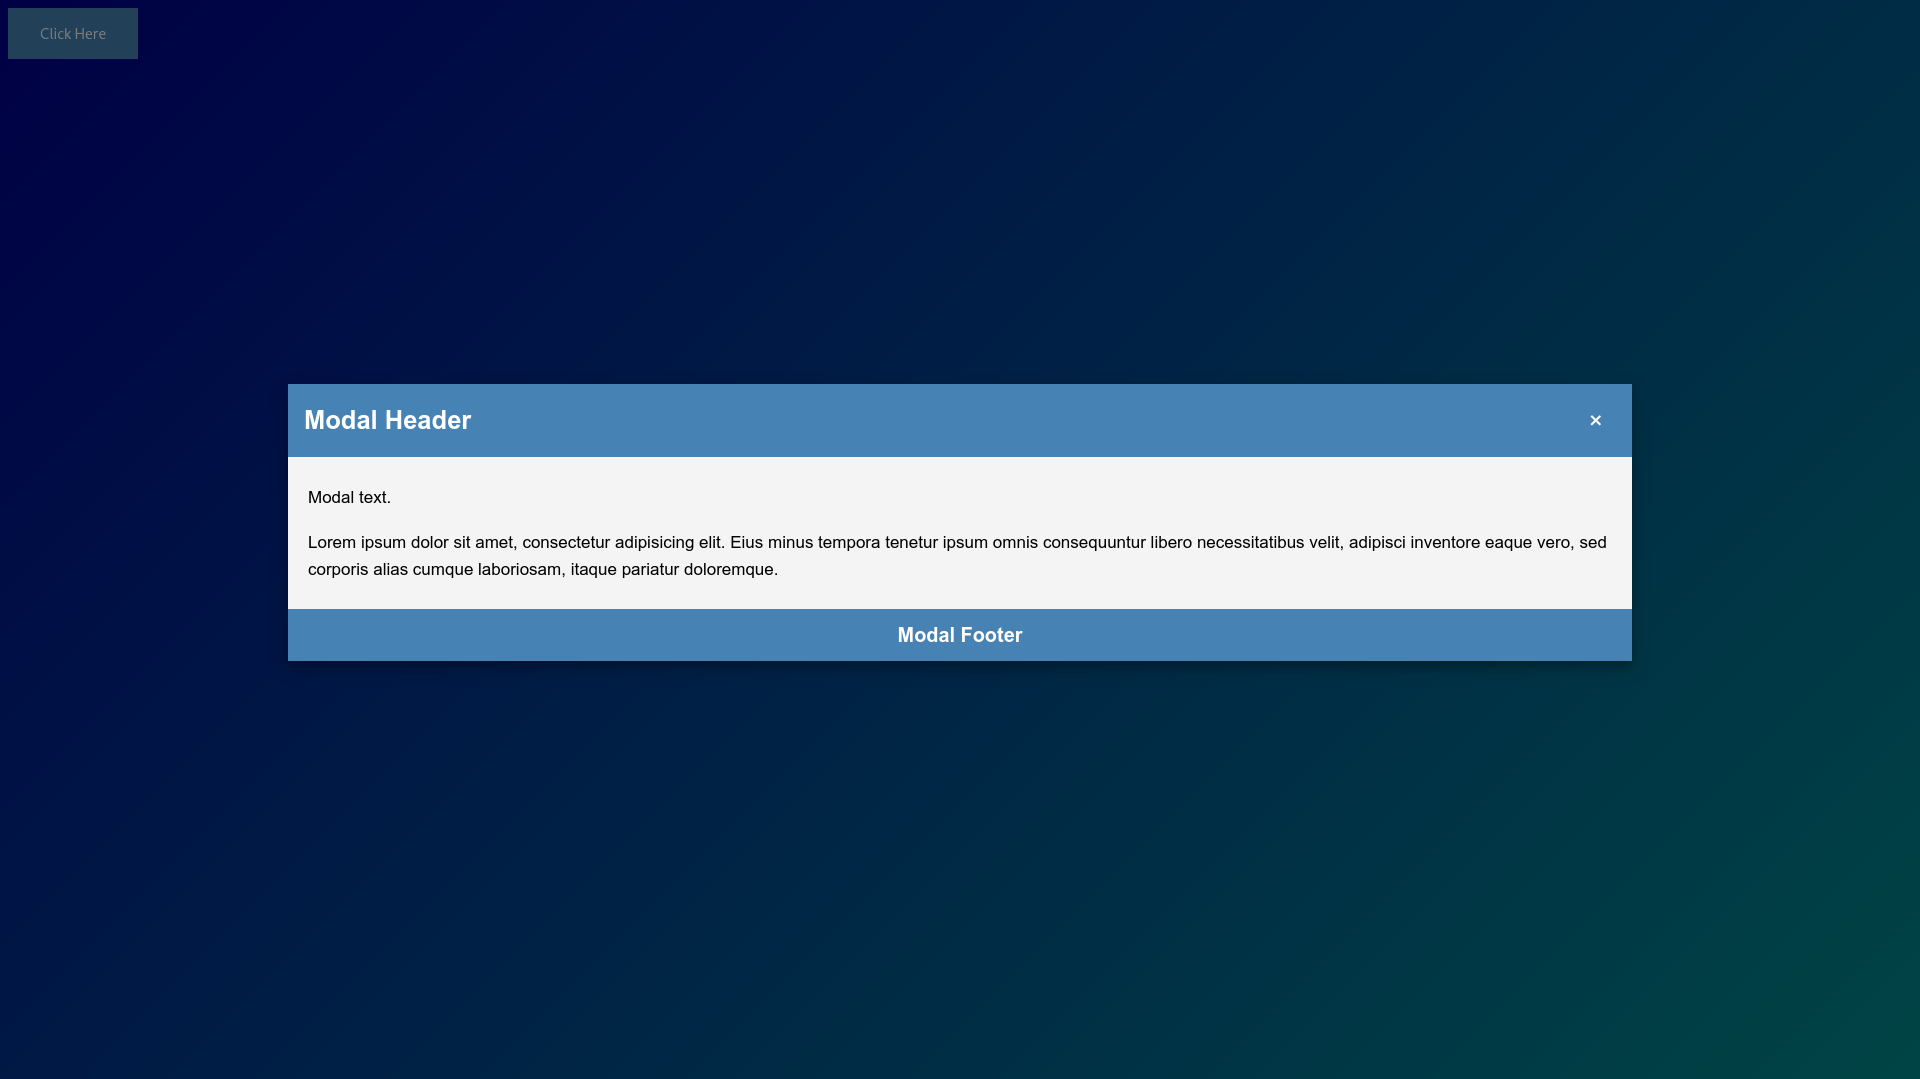 Click Here
Modal Header ×
Modal text.
Lorem ipsum dolor sit amet, consectetur adipisicing elit. Eius minus tempora tenetur ipsum omnis consequuntur libero necessitatibus velit, adipisci inventore eaque vero, sed
corporis alias cumque laboriosam, itaque pariatur doloremque.
Modal Footer